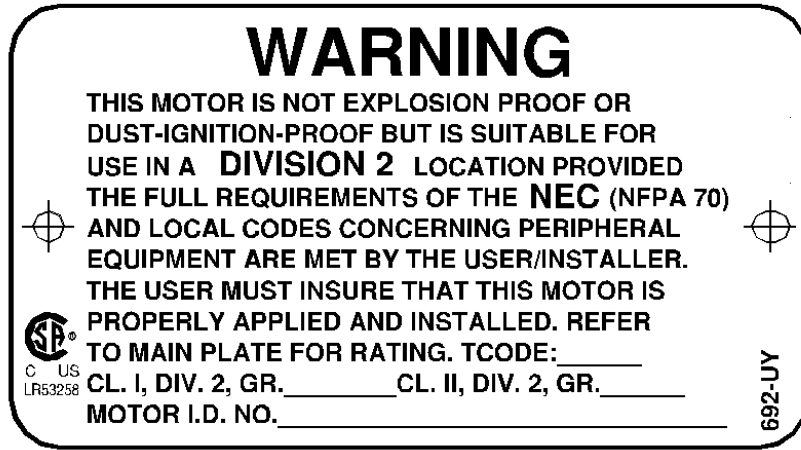 WARNING
THIS MOTOR IS NOT EXPLOSION PROOF OR
DUST-IGNITION-PROOF BUT IS SUITABLE FOR
USE IN A DIVISION 2 LOCATION PROVIDED
THE FULL REQUIREMENTS OF THE NEC (NFPA 70)
AND LOCAL CODES CONCERNING PERIPHERAL
EQUIPMENT ARE MET BY THE USER/INSTALLER.
THE USER MUST INSURE THAT THIS MOTOR IS
PROPERLY APPLIED AND INSTALLED. REFER
TO MAIN PLATE FOR RATING. TCODE:______
CL. I, DIV. 2, GR.________CL. II, DIV. 2, GR.______
MOTOR I.D. NO.________________________________
SA®
C US
LR53258
692-UY